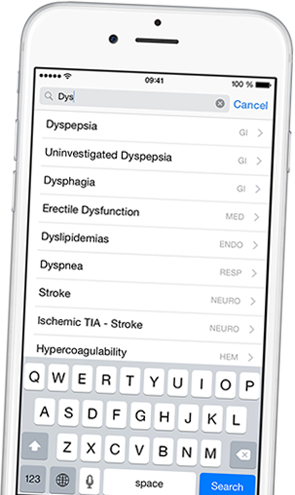 09:41
100 %
Dys
Cancel
Dyspepsia GI
Uninvestigated Dyspepsia GI
Dysphagia GI
Erectile Dysfunction MED
Dyslipidemias ENDO
Dyspnea RESP
Stroke NEURO
Ischemic TIA - Stroke NEURO
Hypercoagulability HEM
Q W E R T Y U I O P
A S D F G H J K L
Z X C V B N M
123 space Search